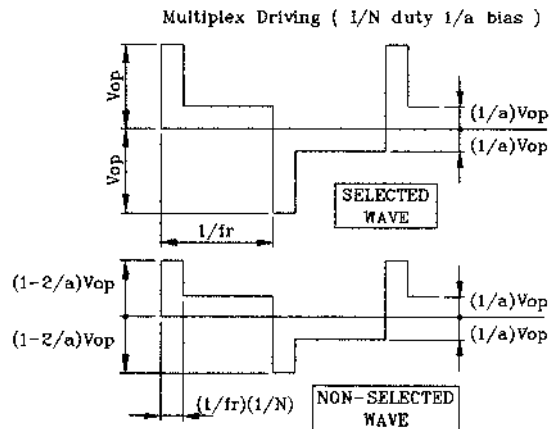 Multiplex Driving ( 1/N duty 1/a bias )
Vop
(1/a)Vop
Vop
(1/a)Vop
SELECTED
WAVE
1/fr
(1-2/a)Vop
(1/a)Vop
(1-2/a)Vop
(1/a)Vop
(1/fr)(1/N)
NON-SELECTED
WAVE